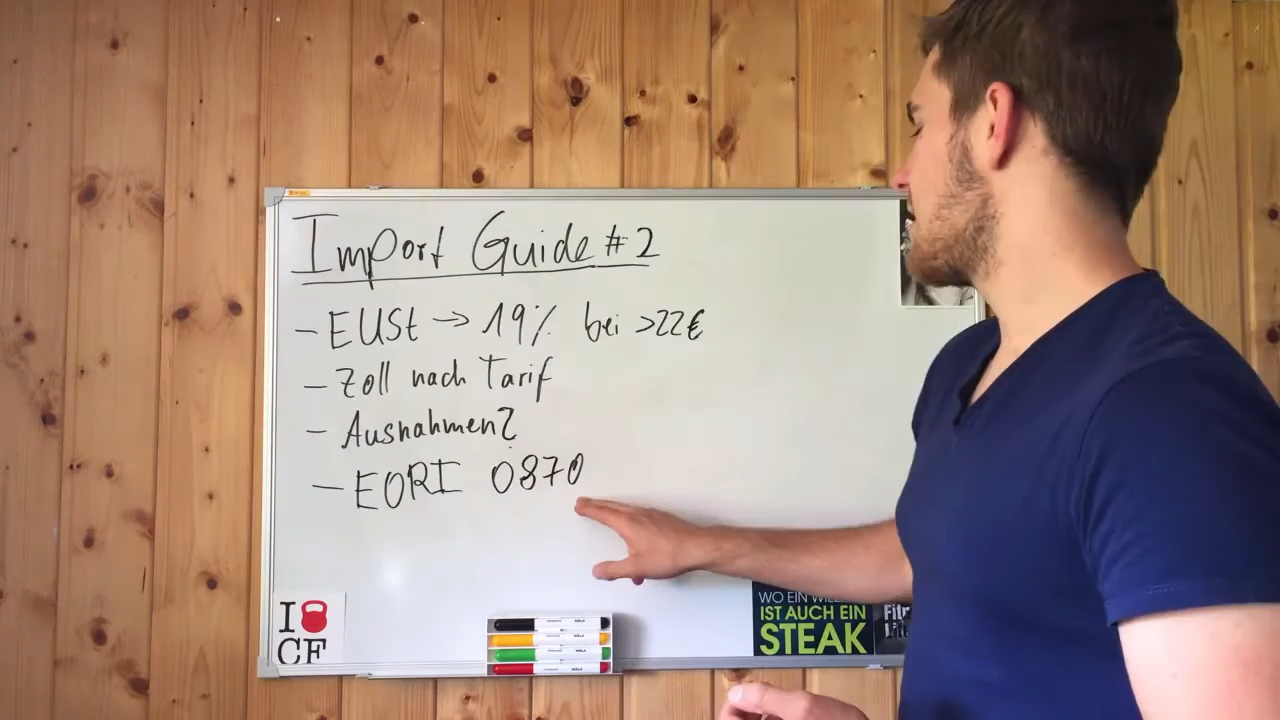 Import Guide #2
- EUSt → 19% bei >22€
- Zoll nach Tarif
- Ausnahmen?
- EORI 0870
I
CF
WO EIN WILLE
IST AUCH EIN
STEAK